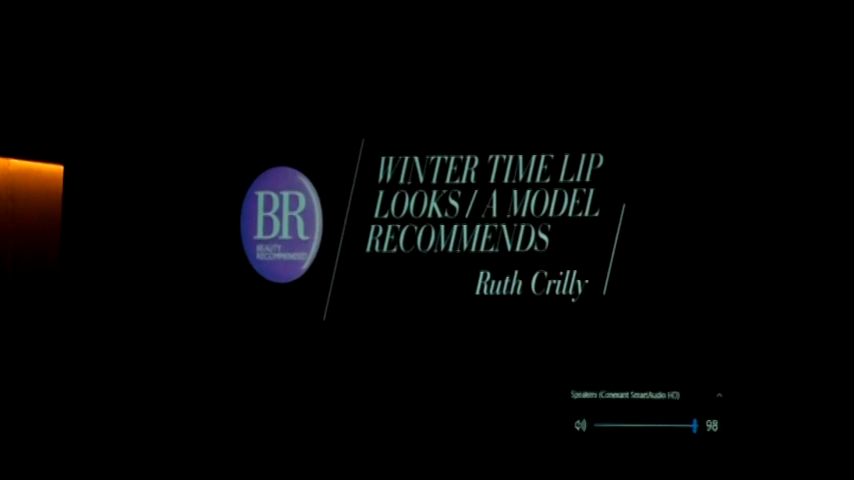 BR
BEAUTY
RECOMMENDED
WINTER TIME LIP
LOOKS / A MODEL
RECOMMENDS
Ruth Crilly
Speakers (Conexant SmartAudio HD)
98